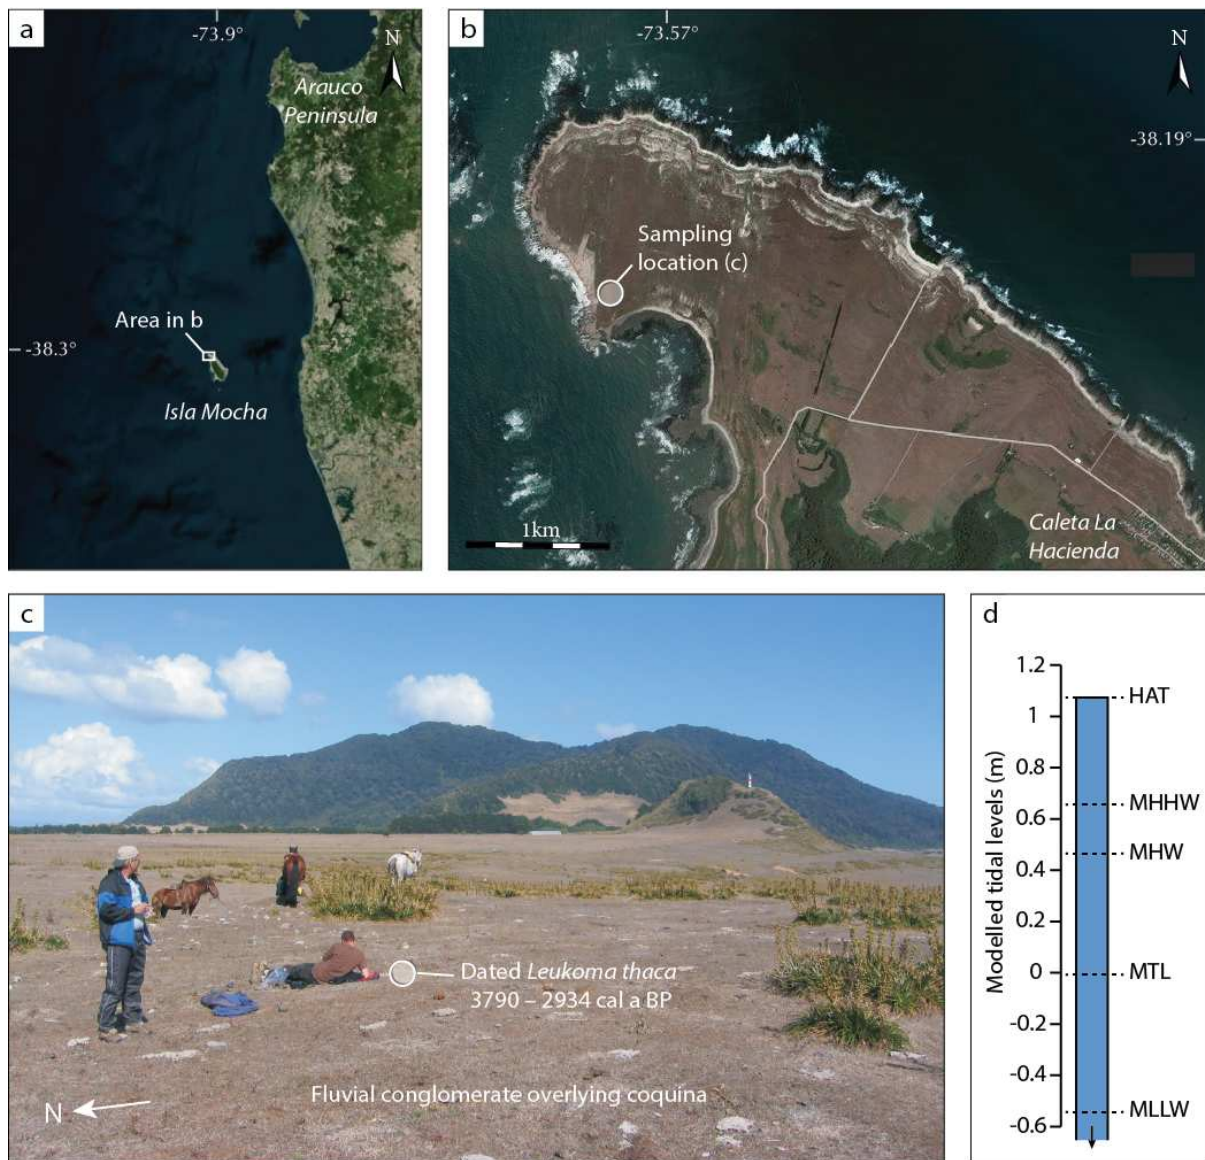 a
-73.9°
N
Arauco
Peninsula
Area in b
-38.3°
Isla Mocha
b
-73.57°
N
-38.19°
Sampling
location (c)
1km
Caleta La
Hacienda
c
Dated Leukoma thaca
3790 – 2934 cal a BP
N
Fluvial conglomerate overlying coquina
d
Modelled tidal levels (m)
1.2
1
0.8
0.6
0.4
0.2
0
-0.2
-0.4
-0.6
HAT
MHHW
MHW
MTL
MLLW